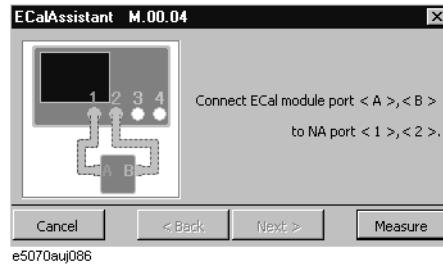 ECalAssistant M.00.04
1 2 3 4
A B
Connect ECal module port < A >,< B >
to NA port < 1 >,< 2 >.
Cancel
< Back
Next >
Measure
e5070auj086